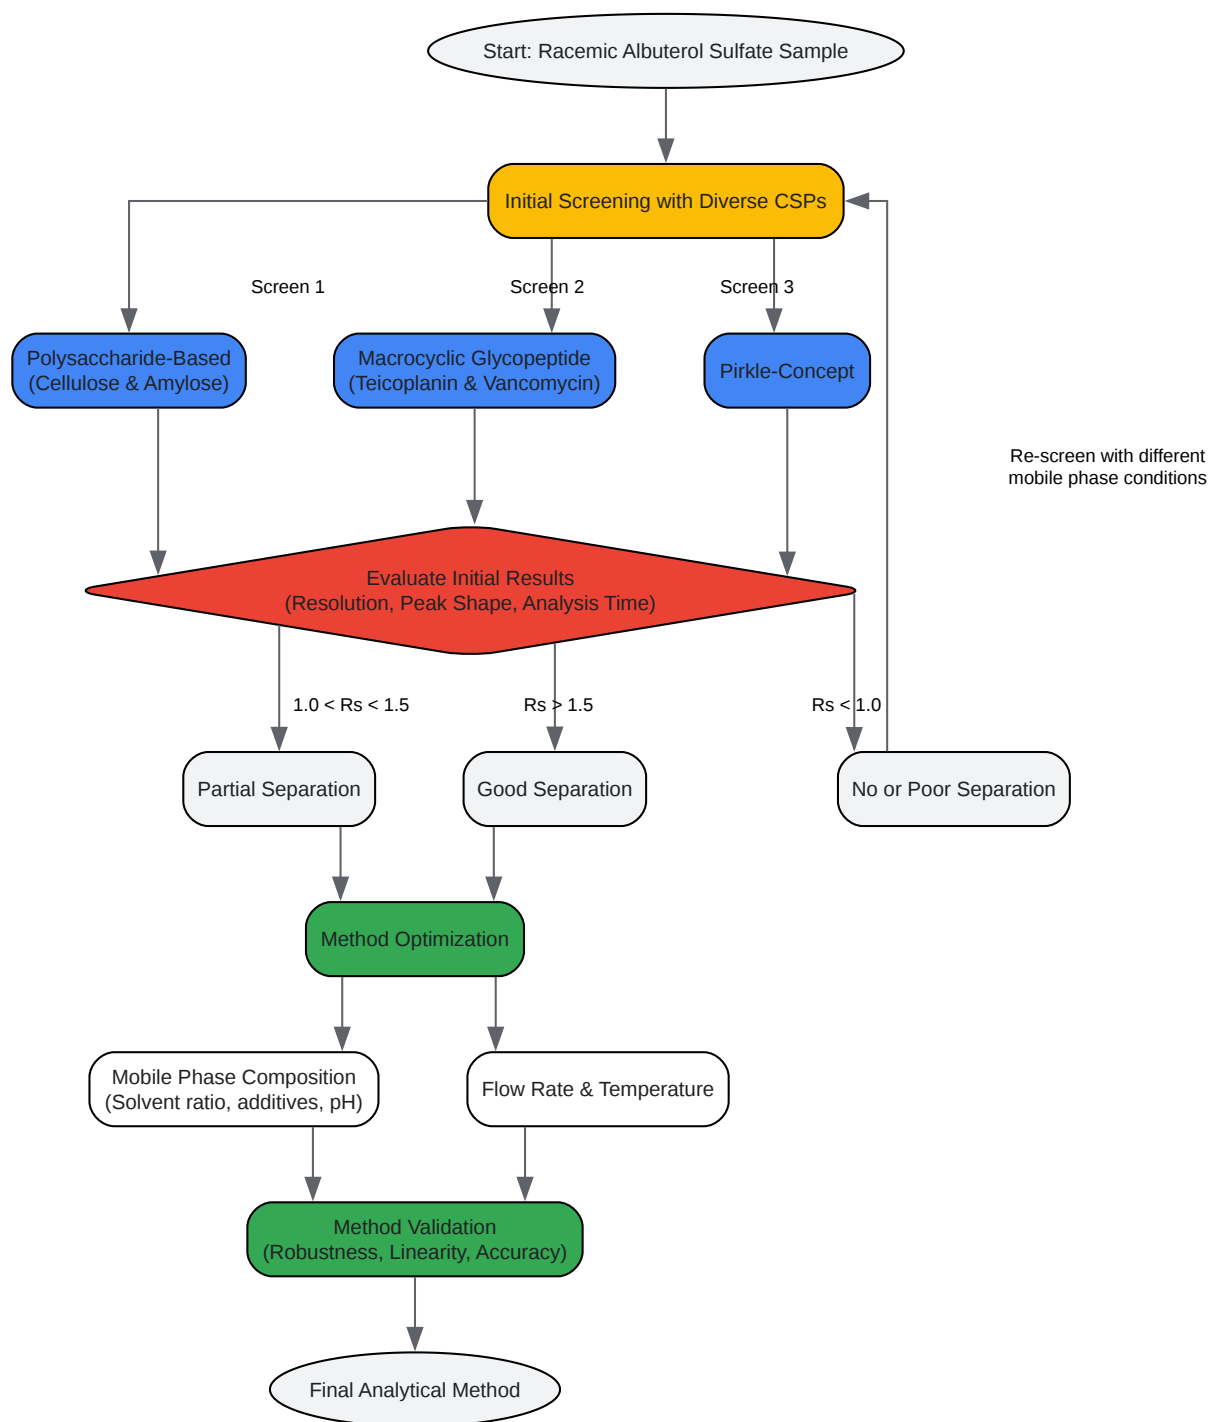 Start: Racemic Albuterol Sulfate Sample
Initial Screening with Diverse CSPs
Screen 1
Screen 2
Screen 3
Polysaccharide-Based
(Cellulose & Amylose)
Macrocyclic Glycopeptide
(Teicoplanin & Vancomycin)
Pirkle-Concept
Re-screen with different
mobile phase conditions
Evaluate Initial Results
(Resolution, Peak Shape, Analysis Time)
1.0 < Rs < 1.5
Rs > 1.5
Rs < 1.0
Partial Separation
Good Separation
No or Poor Separation
Method Optimization
Mobile Phase Composition
(Solvent ratio, additives, pH)
Flow Rate & Temperature
Method Validation
(Robustness, Linearity, Accuracy)
Final Analytical Method